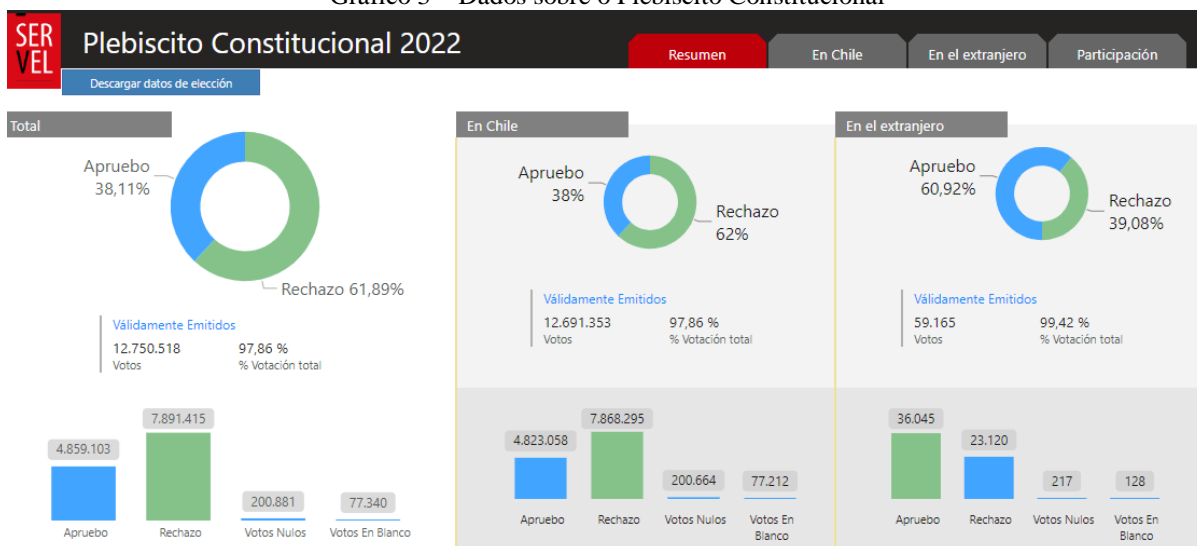 Gráfico 3 – Dados sobre o Plebiscito Constitucional
SER
VEL
Plebiscito Constitucional 2022
Resumen
En Chile
En el extranjero
Participación
Descargar datos de elección
Total
Apruebo
38,11%
Rechazo 61,89%
Válidamente Emitidos
12.750.518
97,86 %
Votos
% Votación total
4.859.103
7.891.415
200.881
77.340
Apruebo
Rechazo
Votos Nulos
Votos En Blanco
En Chile
Apruebo
38%
Rechazo
62%
Válidamente Emitidos
12.691.353
97,86 %
Votos
% Votación total
4.823.058
7.868.295
200.664
77.212
Apruebo
Rechazo
Votos Nulos
Votos En
Blanco
En el extranjero
Apruebo
60,92%
Rechazo
39,08%
Válidamente Emitidos
59.165
99,42 %
Votos
% Votación total
36.045
23.120
217
128
Apruebo
Rechazo
Votos Nulos
Votos En
Blanco